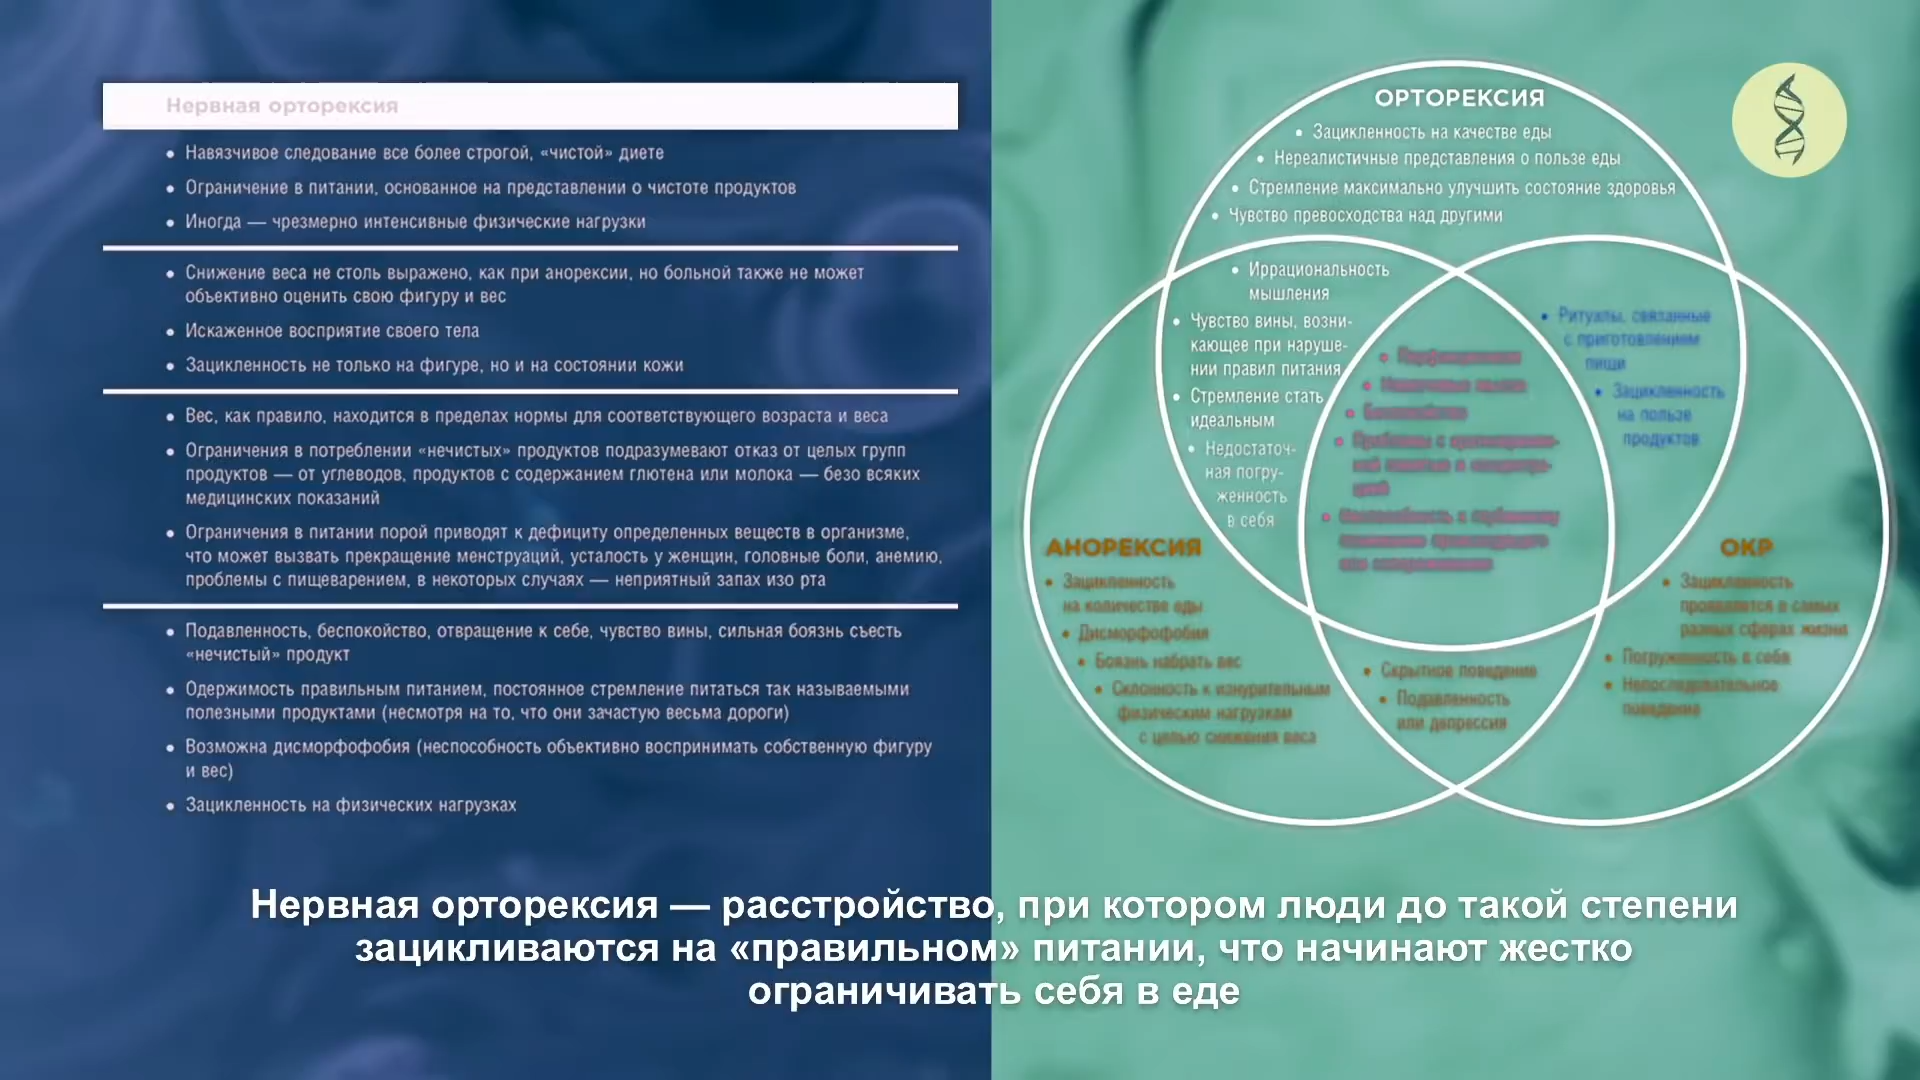 Нервная орторексия
• Навязчивое следование все более строгой, «чистой» диете
• Ограничение в питании, основанное на представлении о чистоте продуктов
• Иногда — чрезмерно интенсивные физические нагрузки
• Снижение веса не столь выражено, как при анорексии, но больной также не может
объективно оценить свою фигуру и вес
• Искаженное восприятие своего тела
• Зацикленность не только на фигуре, но и на состоянии кожи
• Вес, как правило, находится в пределах нормы для соответствующего возраста и веса
• Ограничения в потреблении «нечистых» продуктов подразумевают отказ от целых групп
продуктов — от углеводов, продуктов с содержанием глютена или молока — безо всяких
медицинских показаний
• Ограничения в питании порой приводят к дефициту определенных веществ в организме,
что может вызвать прекращение менструаций, усталость у женщин, головные боли, анемию,
проблемы с пищеварением, в некоторых случаях — неприятный запах изо рта
• Подавленность, беспокойство, отвращение к себе, чувство вины, сильная боязнь съесть
«нечистый» продукт
• Одержимость правильным питанием, постоянное стремление питаться так называемыми
полезными продуктами (несмотря на то, что они зачастую весьма дороги)
• Возможна дисморфофобия (неспособность объективно воспринимать собственную фигуру
и вес)
• Зацикленность на физических нагрузках
ОРТОРЕКСИЯ
• Зацикленность на качестве еды
• Нереалистичные представления о пользе еды
• Стремление максимально улучшить состояние здоровья
• Чувство превосходства над другими
• Иррациональность
мышления
• Чувство вины, возни-
кающее при наруше-
нии правил питания
• Стремление стать
идеальным
• Недостаточ-
ная погру-
женность
в себя
• Ритуалы, связанные
с приготовлением
пищи
• Зацикленность
на пользе
продуктов
• Навязчивые мысли
• Беспокойство
АНОРЕКСИЯ
• Зацикленность
на количестве еды
• Дисморфофобия
• Боязнь набрать вес
• Склонность к изнурительным
физическим нагрузкам
с целью снижения веса
• Скрытное поведение
• Подавленность
или депрессия
ОКР
• Зацикленность
проявляется в самых
разных сферах жизни
• Погруженность в себя
• Непоследовательное
поведение
Нервная орторексия — расстройство, при котором люди до такой степени
зацикливаются на «правильном» питании, что начинают жестко
ограничивать себя в еде